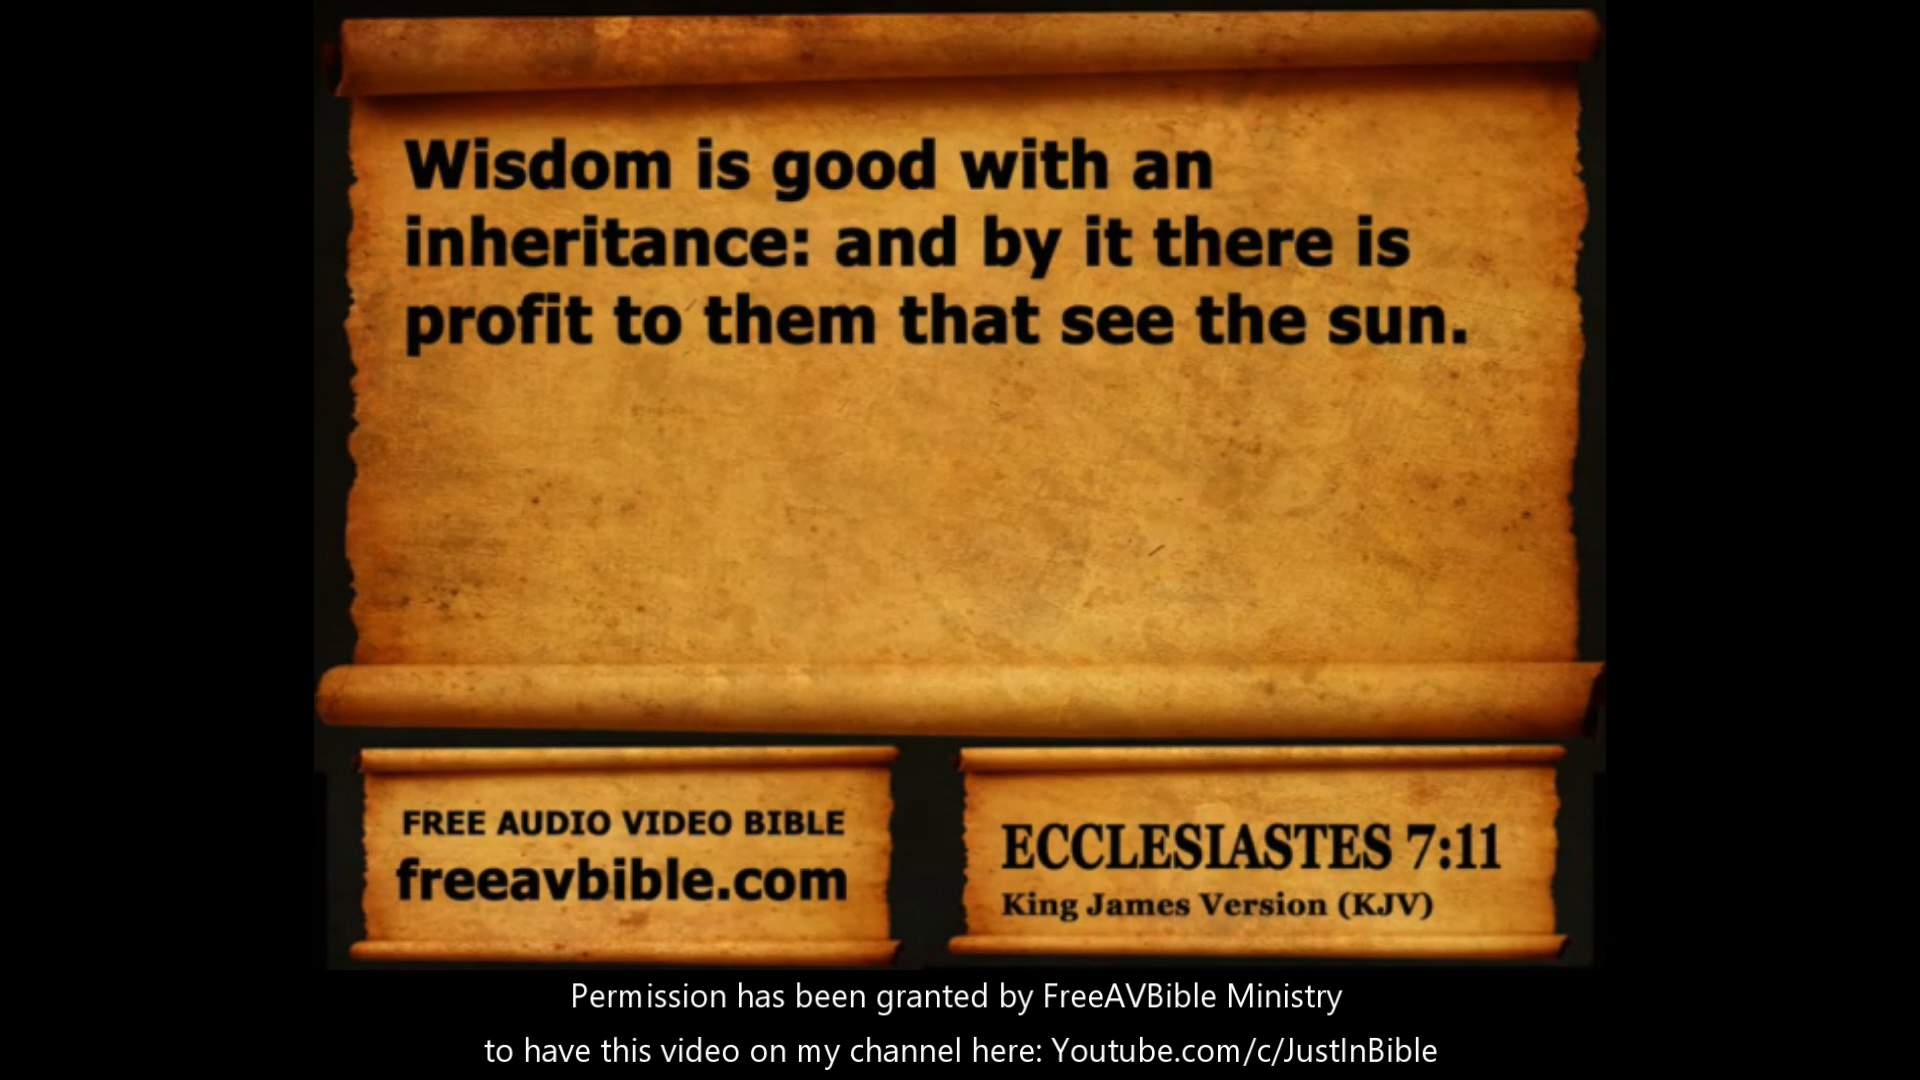 Wisdom is good with an
inheritance: and by it there is
profit to them that see the sun.
FREE AUDIO VIDEO BIBLE
freeavbible.com
ECCLESIASTES 7:11
King James Version (KJV)
Permission has been granted by FreeAVBible Ministry
to have this video on my channel here: Youtube.com/c/JustInBible